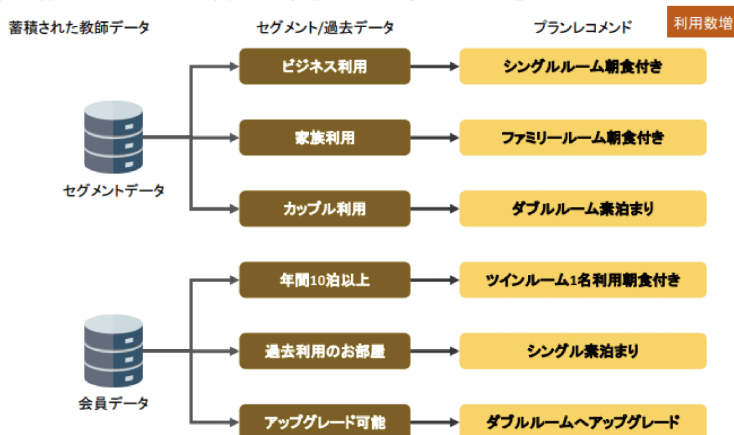 蓄積された教師データ
セグメント/過去データ
プランレコメンド
利用数増
ビジネス利用
シングルルーム朝食付き
家族利用
ファミリールーム朝食付き
セグメントデータ
カップル利用
ダブルルーム素泊まり
年間10泊以上
ツインルーム1名利用朝食付き
過去利用のお部屋
シングル素泊まり
会員データ
アップグレード可能
ダブルルームへアップグレード